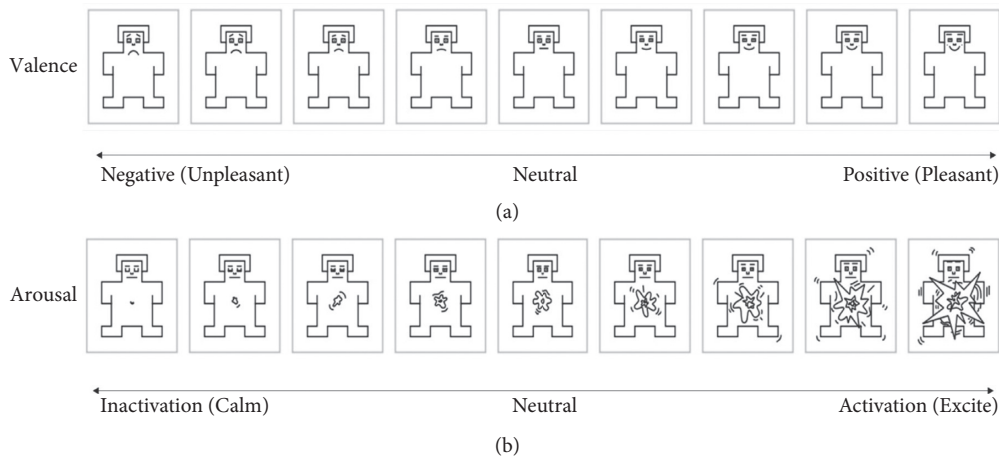 Valence
Negative (Unpleasant) Neutral Positive (Pleasant)
(a)
Arousal
Inactivation (Calm) Neutral Activation (Excite)
(b)